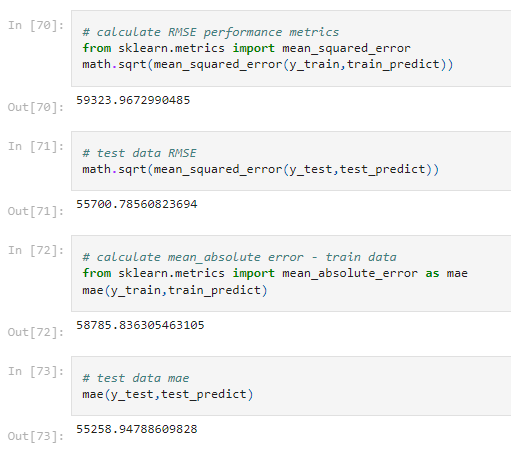 In [70]:
# calculate RMSE performance metrics
from sklearn.metrics import mean_squared_error
math.sqrt(mean_squared_error(y_train,train_predict))
Out[70]:
59323.9672990485
In [71]:
# test data RMSE
math.sqrt(mean_squared_error(y_test,test_predict))
Out[71]:
55700.78560823694
In [72]:
# calculate mean_absolute error - train data
from sklearn.metrics import mean_absolute_error as mae
mae(y_train,train_predict)
Out[72]:
58785.836305463105
In [73]:
# test data mae
mae(y_test,test_predict)
Out[73]:
55258.94788609828